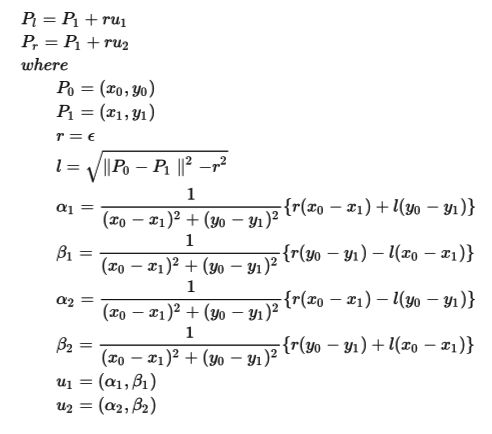 P_l = P_1 + ru_1
P_r = P_1 + ru_2
where
P_0 = (x_0, y_0)
P_1 = (x_1, y_1)
r = ϵ
l = √(‖P_0 − P_1 ‖² −r²)
α_1 = 1/((x_0 − x_1)² + (y_0 − y_1)²) {r(x_0 − x_1) + l(y_0 − y_1)}
β_1 = 1/((x_0 − x_1)² + (y_0 − y_1)²) {r(y_0 − y_1) − l(x_0 − x_1)}
α_2 = 1/((x_0 − x_1)² + (y_0 − y_1)²) {r(x_0 − x_1) − l(y_0 − y_1)}
β_2 = 1/((x_0 − x_1)² + (y_0 − y_1)²) {r(y_0 − y_1) + l(x_0 − x_1)}
u_1 = (α_1, β_1)
u_2 = (α_2, β_2)